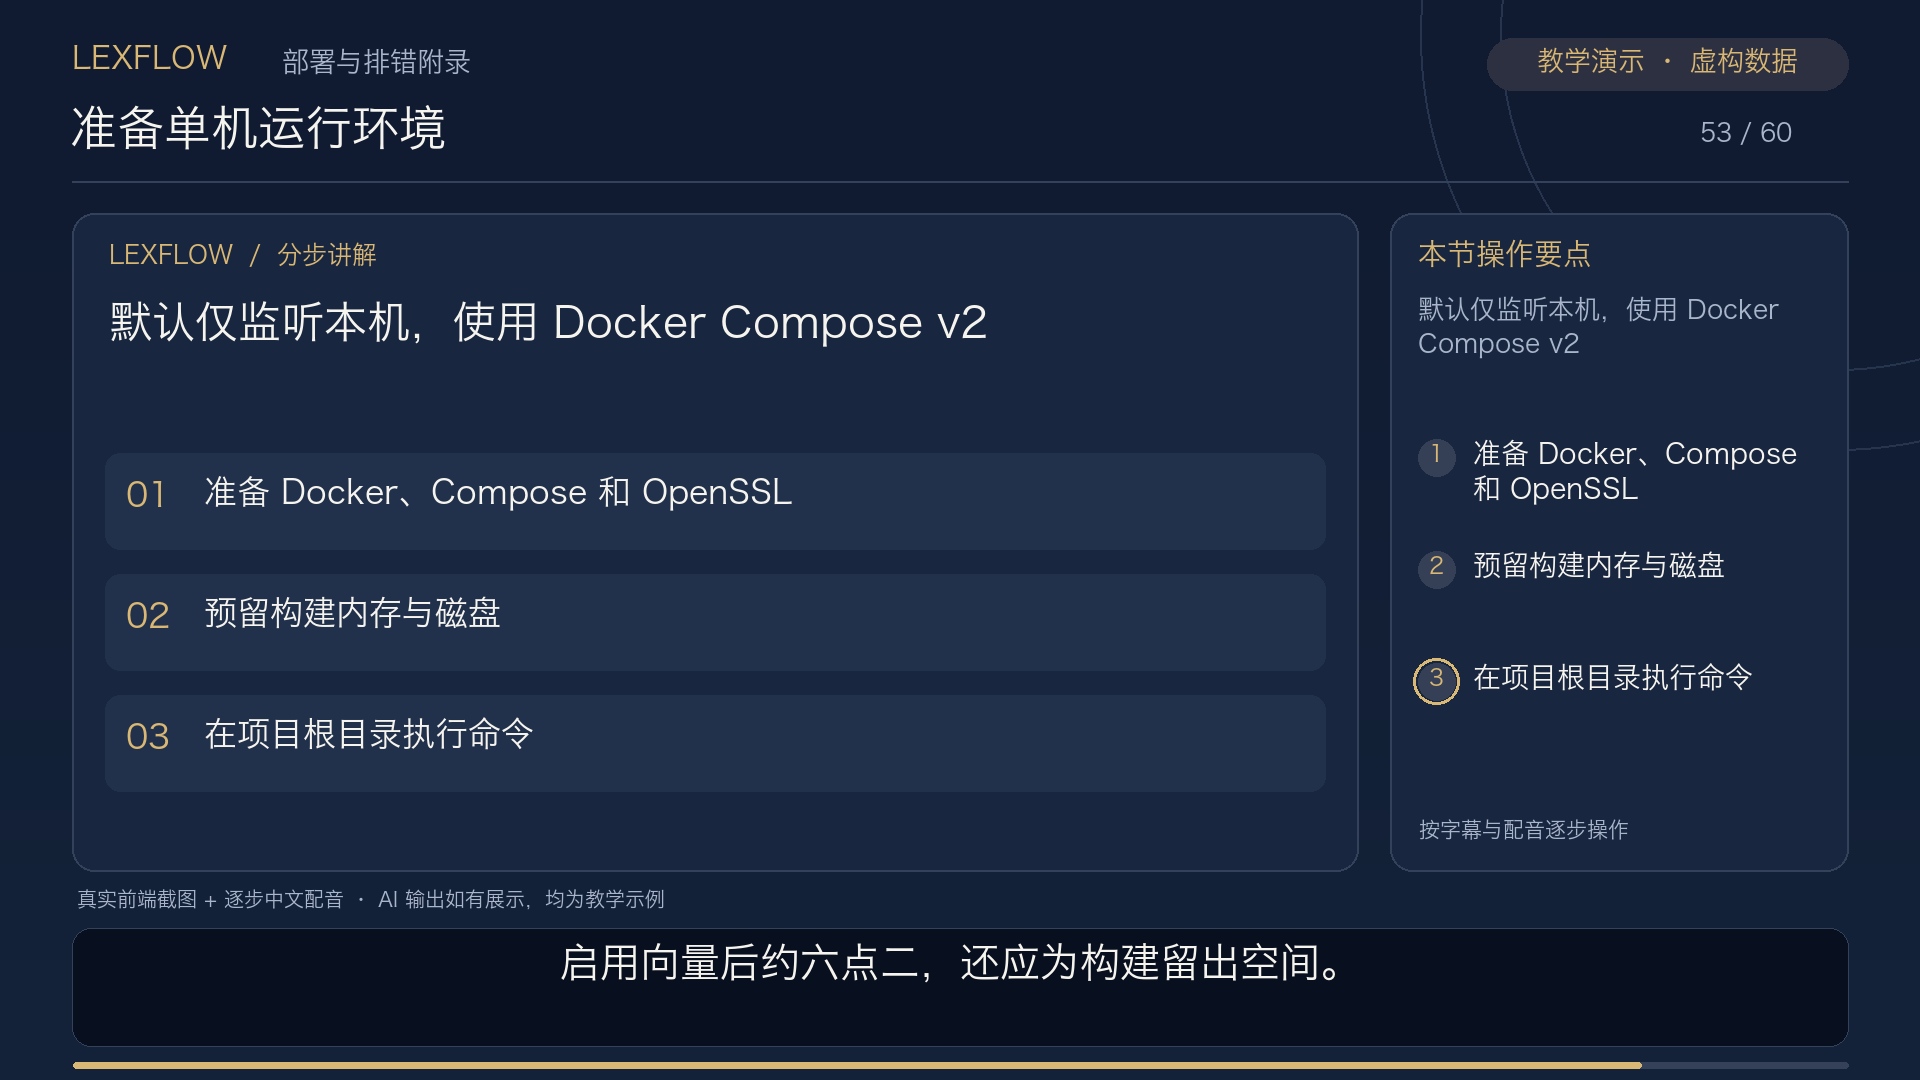 LEXFLOW 部署与排错附录
教学演示 · 虚构数据
准备单机运行环境
53 / 60
LEXFLOW / 分步讲解
默认仅监听本机，使用 Docker Compose v2
01 准备 Docker、Compose 和 OpenSSL
02 预留构建内存与磁盘
03 在项目根目录执行命令
本节操作要点
默认仅监听本机，使用 Docker
Compose v2
1 准备 Docker、Compose
和 OpenSSL
2 预留构建内存与磁盘
3 在项目根目录执行命令
按字幕与配音逐步操作
真实前端截图 + 逐步中文配音 · AI 输出如有展示，均为教学示例
启用向量后约六点二，还应为构建留出空间。